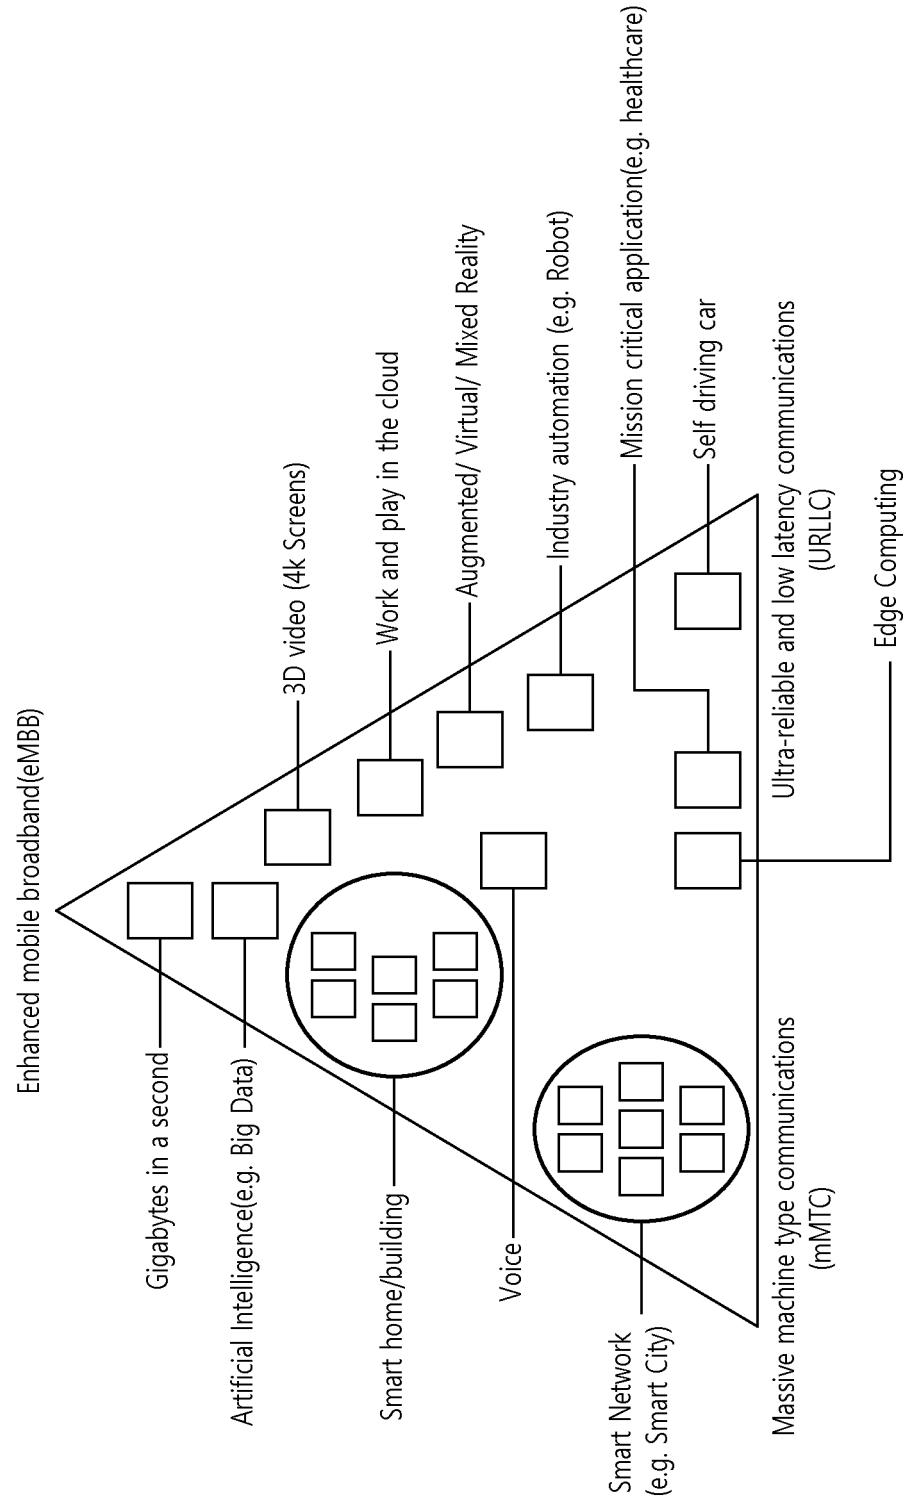 Enhanced mobile broadband(eMBB)
Gigabytes in a second
Artificial Intelligence(e.g. Big Data)
3D video (4k Screens)
Smart home/building
Work and play in the cloud
Augmented/ Virtual/ Mixed Reality
Voice
Industry automation (e.g. Robot)
Smart Network
(e.g. Smart City)
Mission critical application(e.g. healthcare)
Self driving car
Massive machine type communications
(mMTC)
Ultra-reliable and low latency communications
(URLLC)
Edge Computing